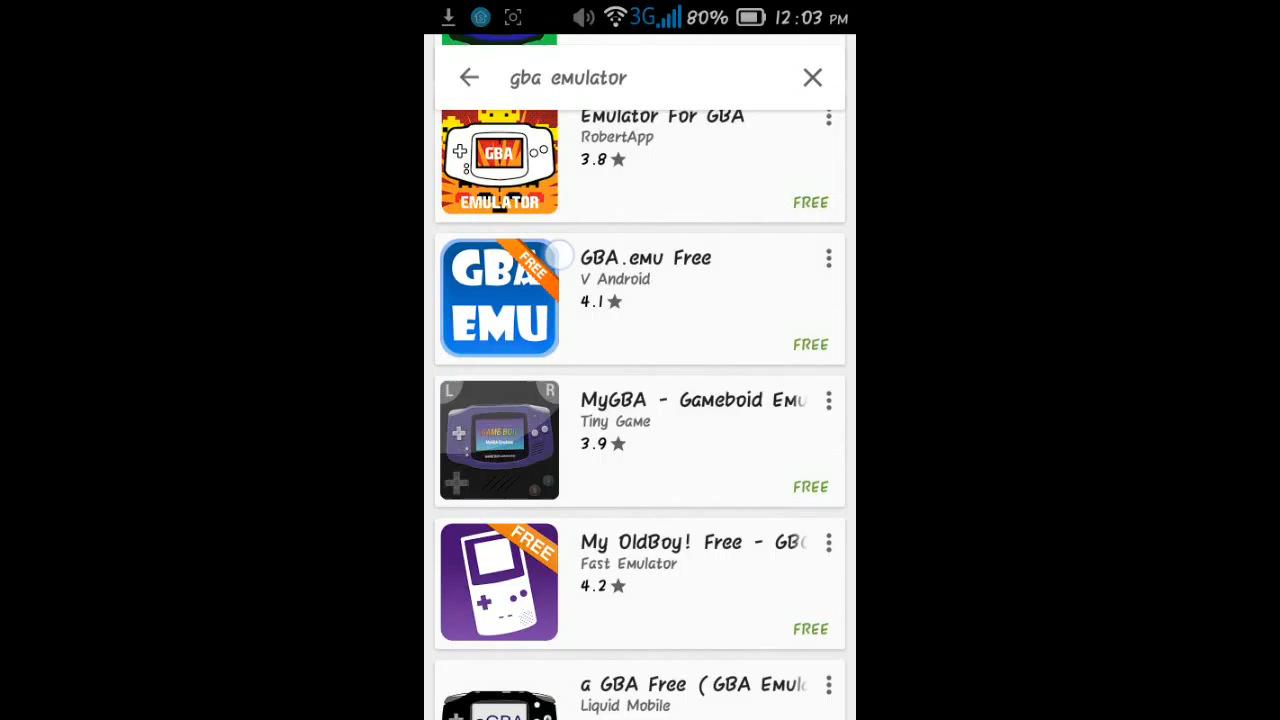 3G 80% 12:03 PM
gba emulator
Emulator For GBA
RobertApp
3.8
GBA
EMULATOR
FREE
GBA.emu Free
V Android
4.1
GBA
EMU
FREE
FREE
MyGBA - Gameboid Emu
Tiny Game
3.9
L R
FREE
My OldBoy! Free - GBC
Fast Emulator
4.2
FREE
FREE
a GBA Free (GBA Emul
Liquid Mobile